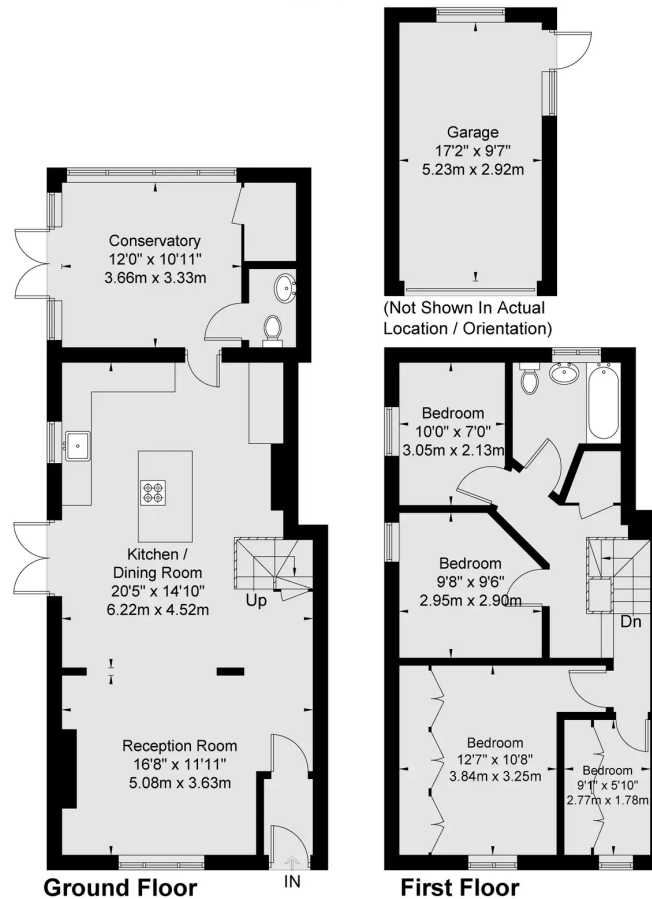 Garage
17'2" x 9'7"
5.23m x 2.92m
(Not Shown In Actual
Location / Orientation)
Conservatory
12'0" x 10'11"
3.66m x 3.33m
Kitchen /
Dining Room
20'5" x 14'10"
6.22m x 4.52m
Up
Reception Room
16'8" x 11'11"
5.08m x 3.63m
IN
Ground Floor
Bedroom
10'0" x 7'0"
3.05m x 2.13m
Bedroom
9'8" x 9'6"
2.95m x 2.90m
Dn
Bedroom
12'7" x 10'8"
3.84m x 3.25m
Bedroom
9'1" x 5'10"
2.77m x 1.78m
First Floor